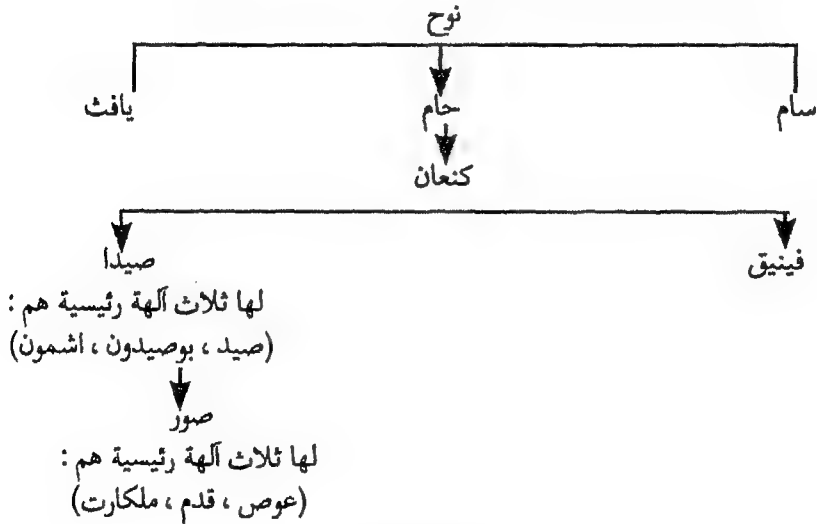 نوح
سام حام يافث
كنعان
فينيق صيدا
لها ثلاث آلهة رئيسية هم :
(صيد ، بوصيدون ، اشمون)
صور
لها ثلاث آلهة رئيسية هم :
(عوص ، قدم ، ملكارت)